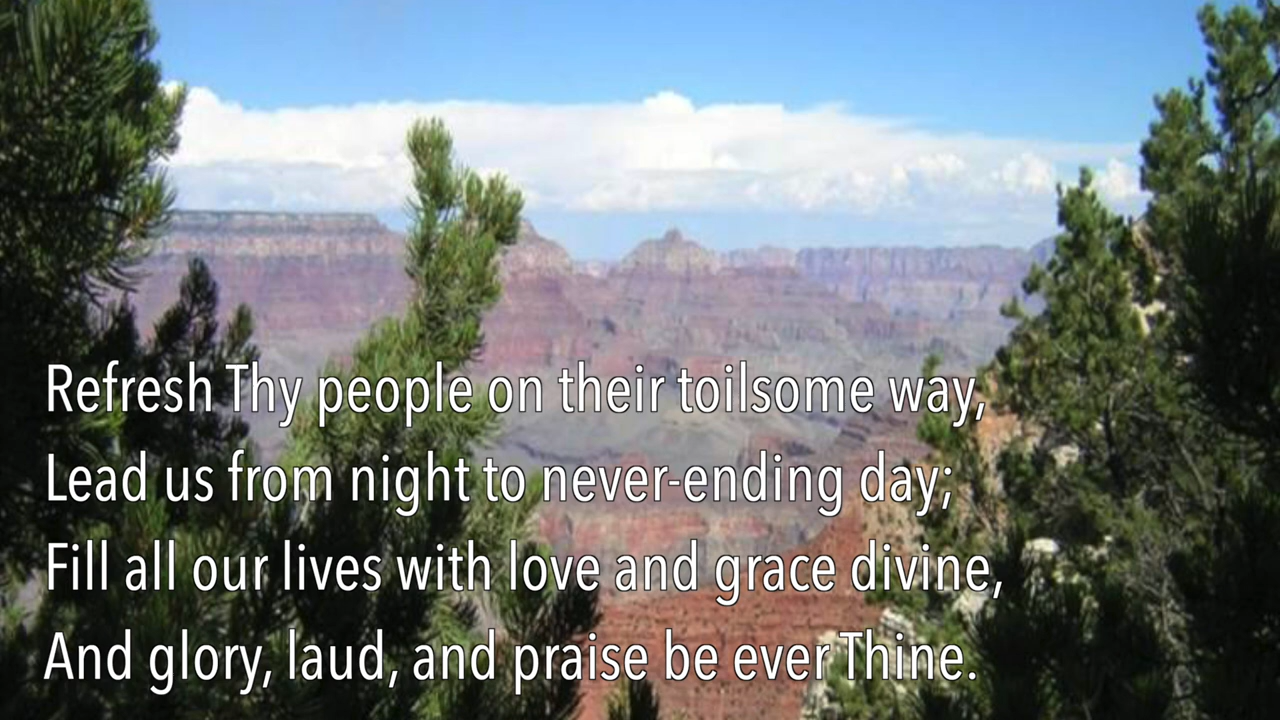 Refresh Thy people on their toilsome way,
Lead us from night to never-ending day;
Fill all our lives with love and grace divine,
And glory, laud, and praise be ever Thine.